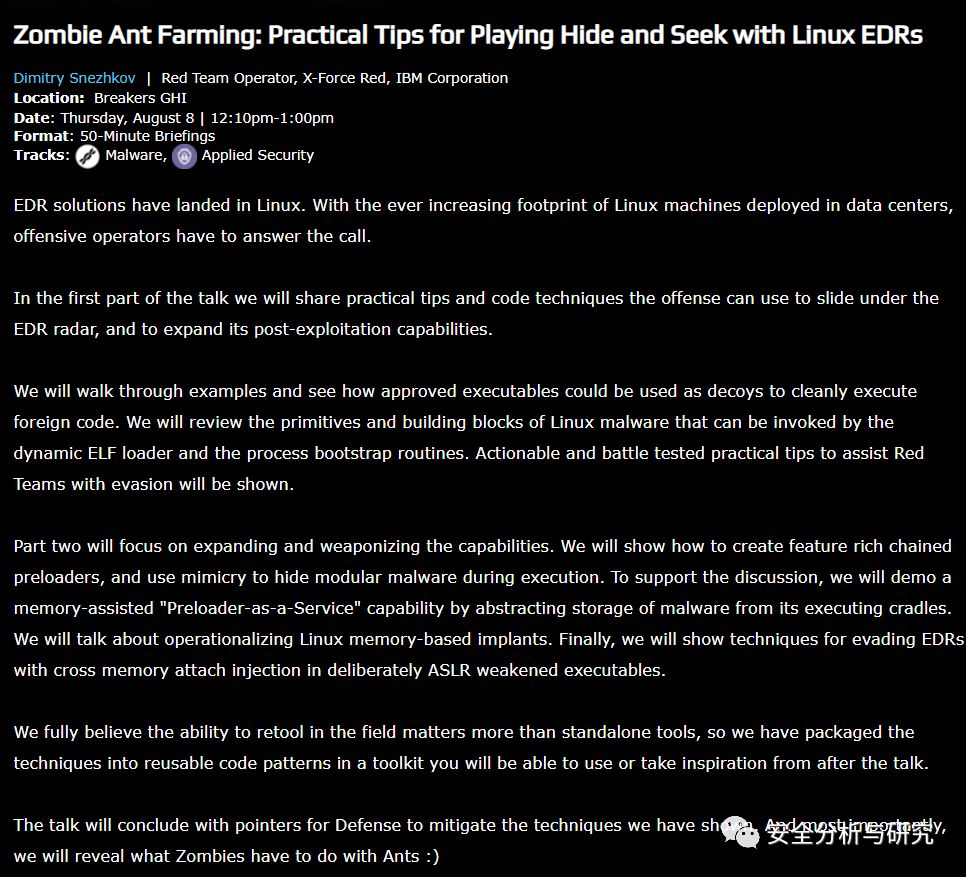 Zombie Ant Farming: Practical Tips for Playing Hide and Seek with Linux EDRs
Dimitry Snezhkov | Red Team Operator, X-Force Red, IBM Corporation
Location: Breakers GHI
Date: Thursday, August 8 | 12:10pm-1:00pm
Format: 50-Minute Briefings
Tracks: Malware, Applied Security
EDR solutions have landed in Linux. With the ever increasing footprint of Linux machines deployed in data centers,
offensive operators have to answer the call.
In the first part of the talk we will share practical tips and code techniques the offense can use to slide under the
EDR radar, and to expand its post-exploitation capabilities.
We will walk through examples and see how approved executables could be used as decoys to cleanly execute
foreign code. We will review the primitives and building blocks of Linux malware that can be invoked by the
dynamic ELF loader and the process bootstrap routines. Actionable and battle tested practical tips to assist Red
Teams with evasion will be shown.
Part two will focus on expanding and weaponizing the capabilities. We will show how to create feature rich chained
preloaders, and use mimicry to hide modular malware during execution. To support the discussion, we will demo a
memory-assisted "Preloader-as-a-Service" capability by abstracting storage of malware from its executing cradles.
We will talk about operationalizing Linux memory-based implants. Finally, we will show techniques for evading EDRs
with cross memory attach injection in deliberately ASLR weakened executables.
We fully believe the ability to retool in the field matters more than standalone tools, so we have packaged the
techniques into reusable code patterns in a toolkit you will be able to use or take inspiration from after the talk.
The talk will conclude with pointers for Defense to mitigate the techniques we have shown. And most importantly,
安全分析与研究
we will reveal what Zombies have to do with Ants :)